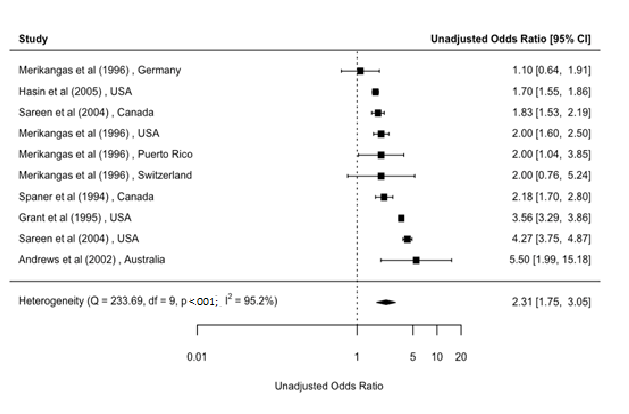 Study Unadjusted Odds Ratio [95% CI]
Merikangas et al (1996) , Germany 1.10 [0.64, 1.91]
Hasin et al (2005) , USA 1.70 [1.55, 1.86]
Sareen et al (2004) , Canada 1.83 [1.53, 2.19]
Merikangas et al (1996) , USA 2.00 [1.60, 2.50]
Merikangas et al (1996) , Puerto Rico 2.00 [1.04, 3.85]
Merikangas et al (1996) , Switzerland 2.00 [0.76, 5.24]
Spaner et al (1994) , Canada 2.18 [1.70, 2.80]
Grant et al (1995) , USA 3.56 [3.29, 3.86]
Sareen et al (2004) , USA 4.27 [3.75, 4.87]
Andrews et al (2002) , Australia 5.50 [1.99, 15.18]
Heterogeneity (Q = 233.69, df = 9, p <.001; I² = 95.2%) 2.31 [1.75, 3.05]
0.01 1 5 10 20
Unadjusted Odds Ratio